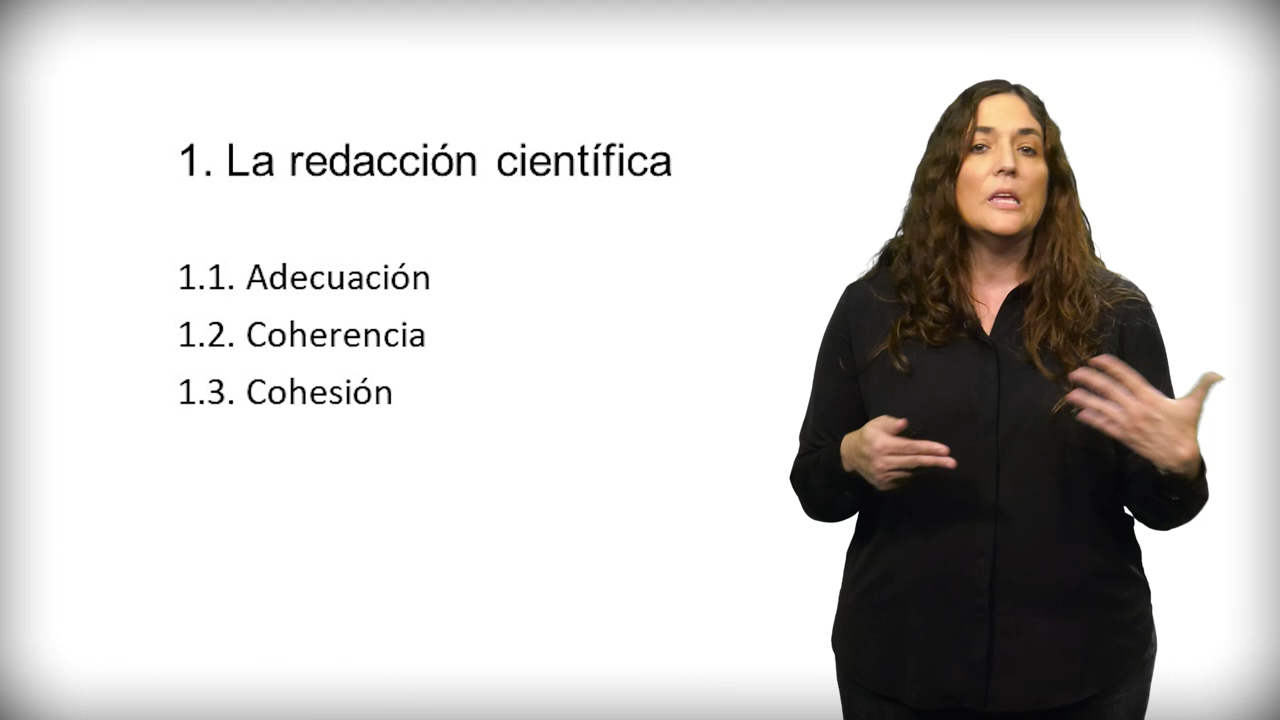 1. La redacción científica
1.1. Adecuación
1.2. Coherencia
1.3. Cohesión